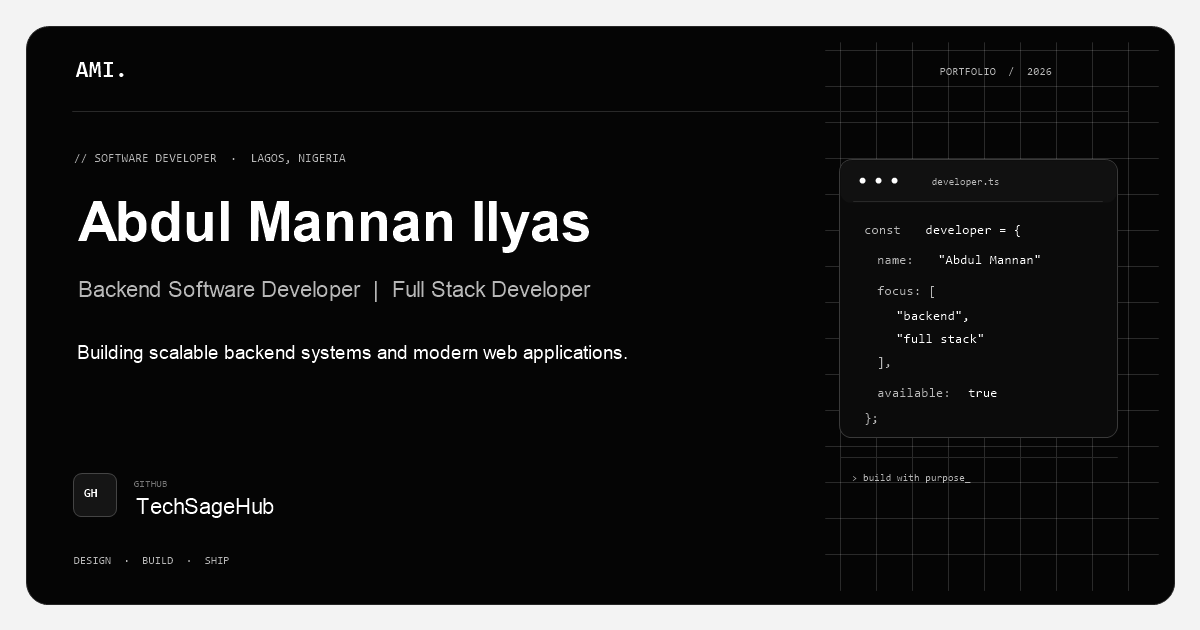 AMI.
PORTFOLIO / 2026
// SOFTWARE DEVELOPER · LAGOS, NIGERIA
Abdul Mannan Ilyas
Backend Software Developer | Full Stack Developer
Building scalable backend systems and modern web applications.
GH
GITHUB
TechSageHub
DESIGN · BUILD · SHIP
developer.ts
const developer = {
name: "Abdul Mannan"
focus: [
"backend",
"full stack"
],
available: true
};
> build with purpose_